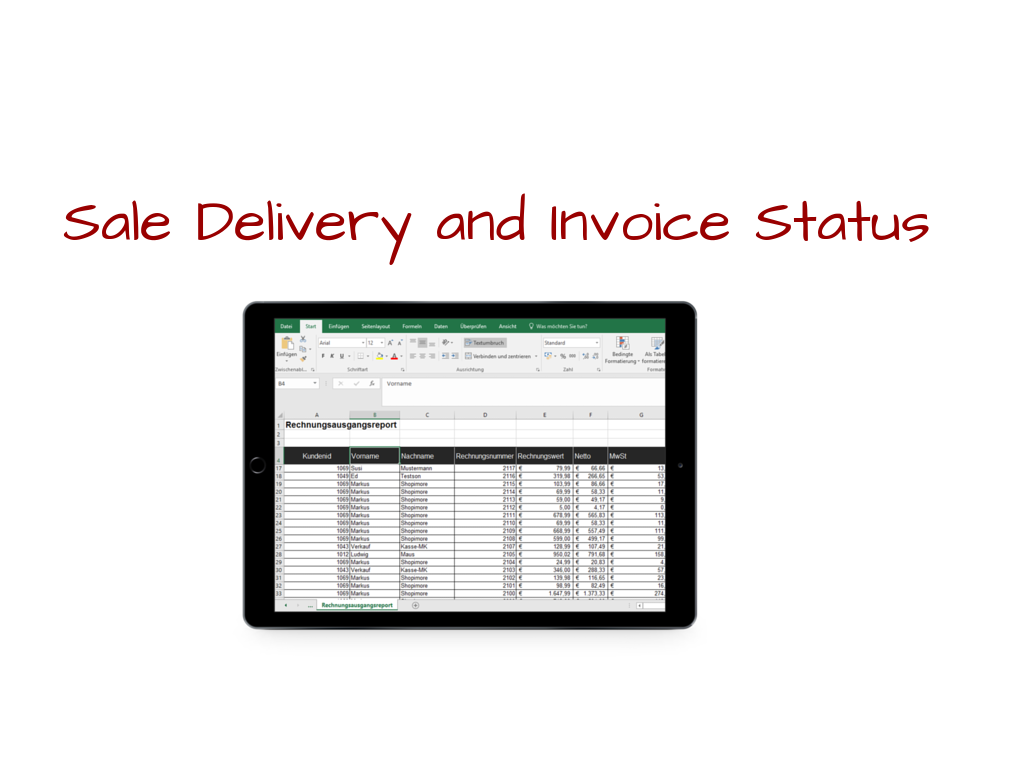 Sale Delivery and Invoice Status
Datei Start Einfügen Seitenlayout Formeln Daten Überprüfen Ansicht Was möchten Sie tun?
Arial 12 Textumbruch Standard
Einfügen F K U Verbinden und zentrieren % 000 Bedingte Formatierung Als Tabel formatieren
Zwischenabl... Schriftart Ausrichtung Zahl Format
B4 fx Vorname
A B C D E F G
1 Rechnungsausgangsreport
2
3
4 Kundenid Vorname Nachname Rechnungsnummer Rechnungswert Netto MwSt
17 1069 Susi Mustermann 2117 € 79,99 € 66,66 € 13,
18 1049 Ed Testson 2116 € 319,98 € 266,65 € 53,
19 1069 Markus Shopimore 2115 € 103,99 € 86,66 € 17,
20 1069 Markus Shopimore 2114 € 69,99 € 58,33 € 11,
21 1069 Markus Shopimore 2113 € 59,00 € 49,17 € 9,
22 1069 Markus Shopimore 2112 € 5,00 € 4,17 € 0,
23 1069 Markus Shopimore 2111 € 678,99 € 565,83 € 113,
24 1069 Markus Shopimore 2110 € 69,99 € 58,33 € 11,
25 1069 Markus Shopimore 2109 € 668,99 € 557,49 € 111,
26 1069 Markus Shopimore 2108 € 599,00 € 499,17 € 99,
27 1043 Verkauf Kasse-MK 2107 € 128,99 € 107,49 € 21,
28 1012 Ludwig Maus 2105 € 950,02 € 791,68 € 158,
29 1069 Markus Shopimore 2104 € 24,99 € 20,83 € 4,
30 1043 Verkauf Kasse-MK 2103 € 346,00 € 288,33 € 57,
31 1069 Markus Shopimore 2102 € 139,98 € 116,65 € 23,
32 1069 Markus Shopimore 2101 € 98,99 € 82,49 € 16,
33 1069 Markus Shopimore 2100 € 1.647,99 € 1.373,33 € 274,
... Rechnungsausgangsreport